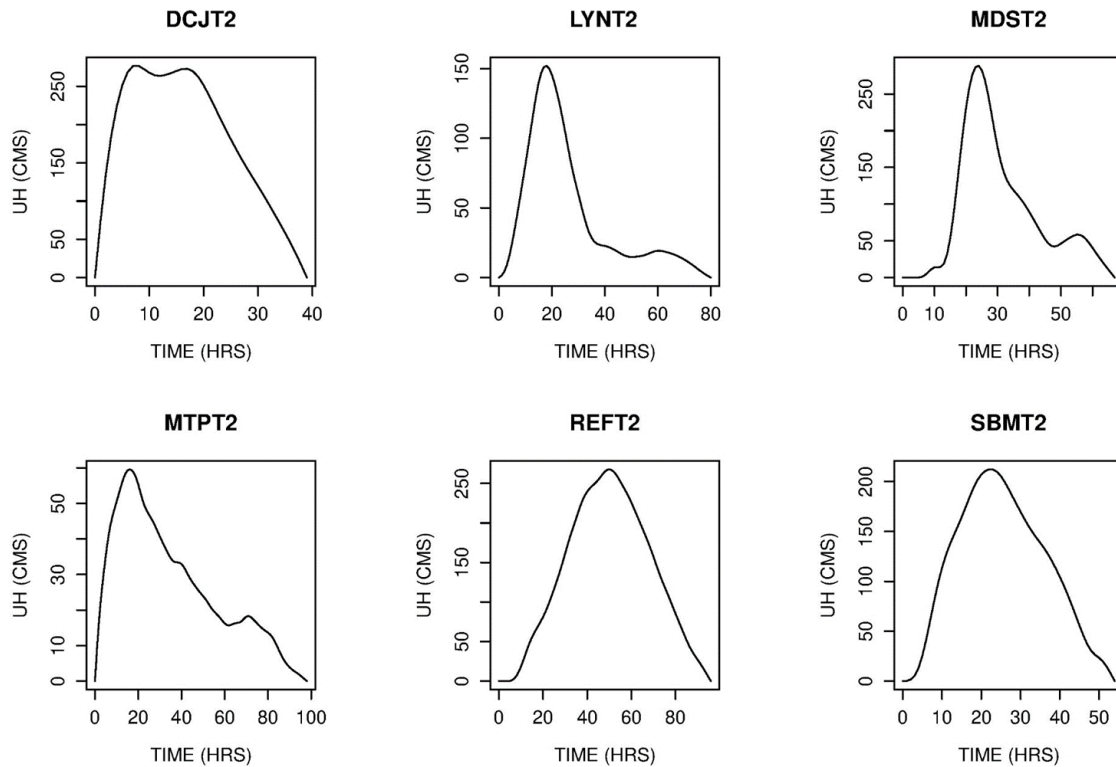 DCJT2
UH (CMS)
0 50 150 250
0 10 20 30 40
TIME (HRS)
LYNT2
UH (CMS)
0 50 100 150
0 20 40 60 80
TIME (HRS)
MDST2
UH (CMS)
0 50 150 250
0 10 30 50
TIME (HRS)
MTPT2
UH (CMS)
0 10 30 50
0 20 40 60 80 100
TIME (HRS)
REFT2
UH (CMS)
0 50 150 250
0 20 40 60 80
TIME (HRS)
SBMT2
UH (CMS)
0 50 100 150 200
0 10 20 30 40 50
TIME (HRS)